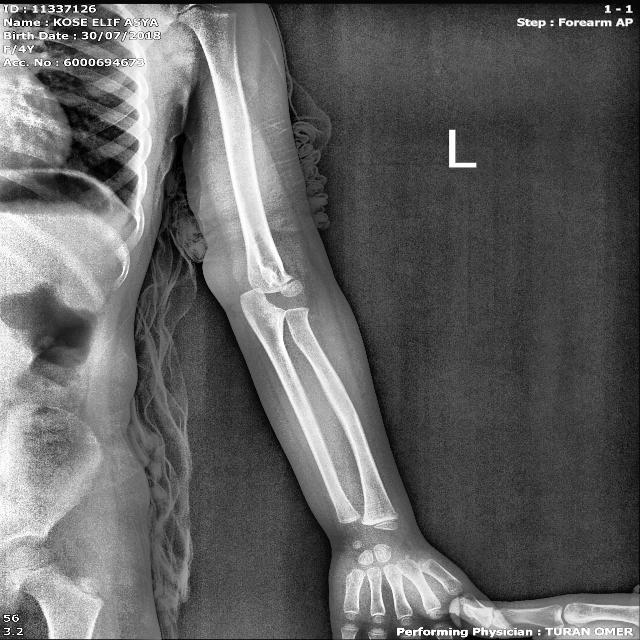 ID : 11337126
Name : KOSE ELIF ASYA
Birth Date : 30/07/2018
F/4Y
Acc. No : 6000694673
1 - 1
Step : Forearm AP
L
56
3.2
Performing Physician : TURAN OMER